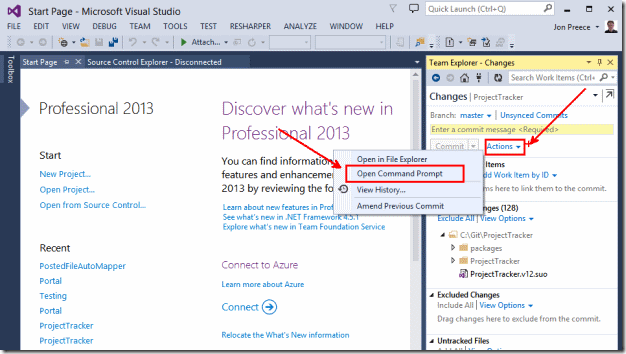 Start Page - Microsoft Visual Studio
Quick Launch (Ctrl+Q)
FILE EDIT VIEW DEBUG TEAM TOOLS TEST RESHARPER ANALYZE WINDOW HELP
Jon Preece
Attach...
Toolbox
Start Page
Source Control Explorer - Disconnected
Professional 2013
Start
New Project...
Open Project...
Open from Source Control...
Recent
PostedFileAutoMapper
Portal
Testing
Portal
ProjectTracker
ProjectTracker
Discover what's new in
Professional 2013
You can find information
features and enhancement
2013 by reviewing the fo
Learn about new features in Pro
See what's new in .NET Framework 4.5.1
Explore what's new in Team Foundation Service
Connect to Azure
Learn more about Azure
Connect
Relocate the What's New information
Open in File Explorer
Open Command Prompt
View History...
Amend Previous Commit
Team Explorer - Changes
Search Work Items (Ctrl+
Changes | ProjectTracker
Branch: master | Unsynced Commits
Enter a commit message <Required>
Commit
Actions
Items
dd Work Item by ID
ms here to link them to the commit.
ges (128)
Exclude All | View Options
C:\Git\ProjectTracker
packages
ProjectTracker
ProjectTracker.v12.suo
Excluded Changes
Include All | View Options
Drag changes here to exclude from the commit.
Untracked Files